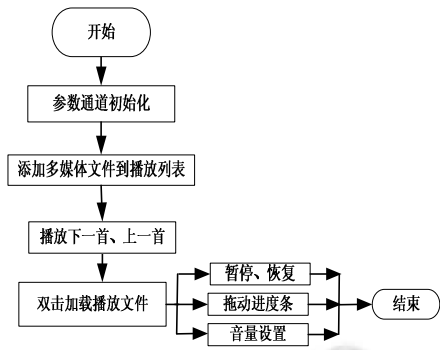 开始
参数通道初始化
添加多媒体文件到播放列表
播放下一首、上一首
双击加载播放文件
暂停、恢复
拖动进度条
音量设置
结束